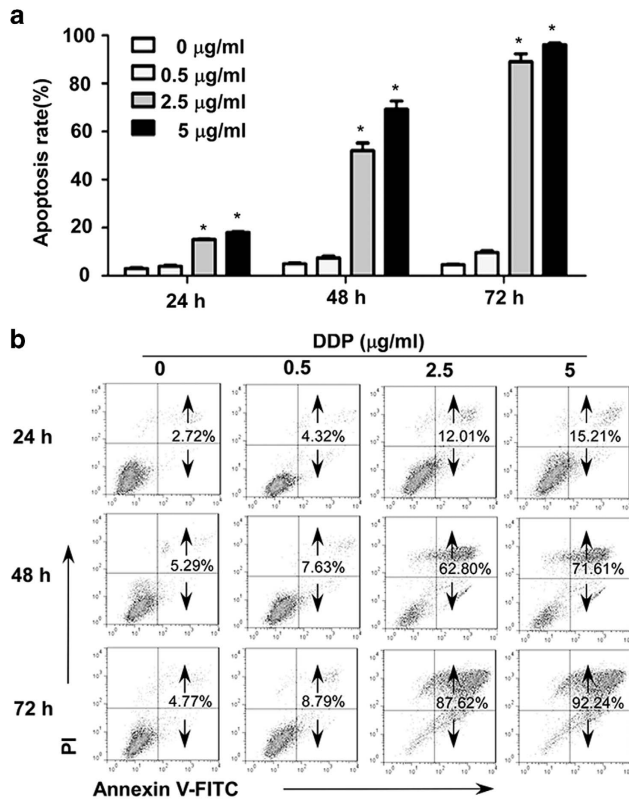 a
Apoptosis rate(%)
100
80
60
40
20
0
0 μg/ml
0.5 μg/ml
2.5 μg/ml
5 μg/ml
* * * * * *
24 h 48 h 72 h
b
DDP (μg/ml)
0 0.5 2.5 5
24 h
2.72% 4.32% 12.01% 15.21%
48 h
5.29% 7.63% 62.80% 71.61%
72 h
4.77% 8.79% 87.62% 92.24%
PI
Annexin V-FITC